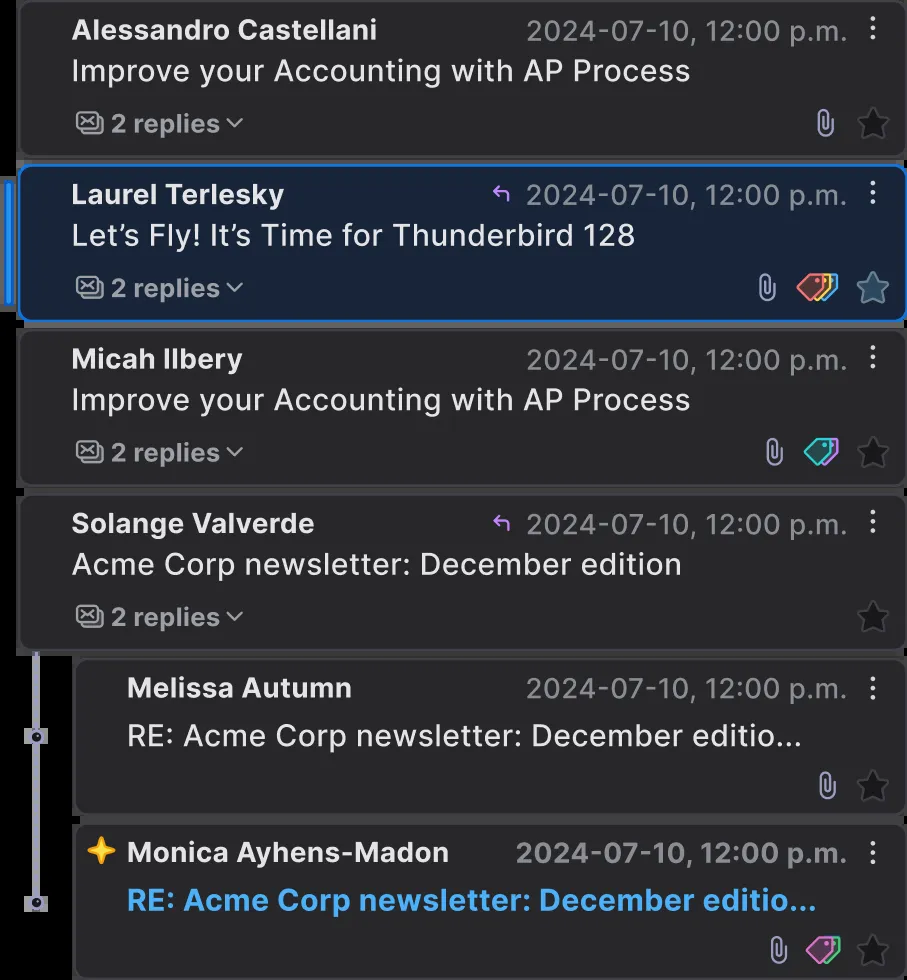 Alessandro Castellani 2024-07-10, 12:00 p.m.
Improve your Accounting with AP Process
2 replies
Laurel Terlesky 2024-07-10, 12:00 p.m.
Let’s Fly! It’s Time for Thunderbird 128
2 replies
Micah Ilbery 2024-07-10, 12:00 p.m.
Improve your Accounting with AP Process
2 replies
Solange Valverde 2024-07-10, 12:00 p.m.
Acme Corp newsletter: December edition
2 replies
Melissa Autumn 2024-07-10, 12:00 p.m.
RE: Acme Corp newsletter: December editio...
Monica Ayhens-Madon 2024-07-10, 12:00 p.m.
RE: Acme Corp newsletter: December editio...